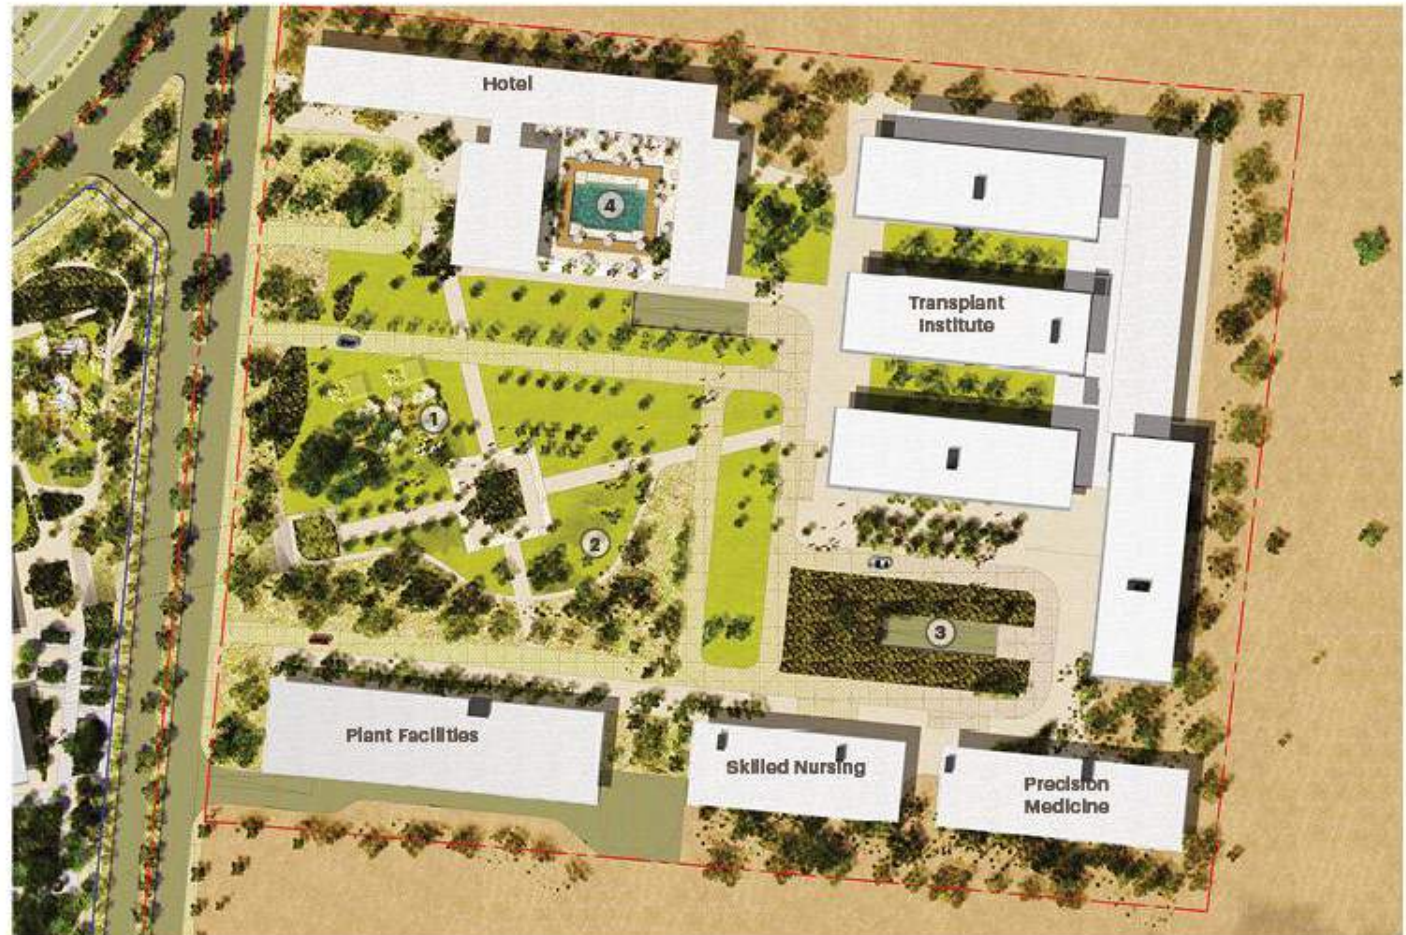 Hotel
4
Transplant
Institute
1
2
3
Plant Facilities
Skilled Nursing
Precision
Medicine